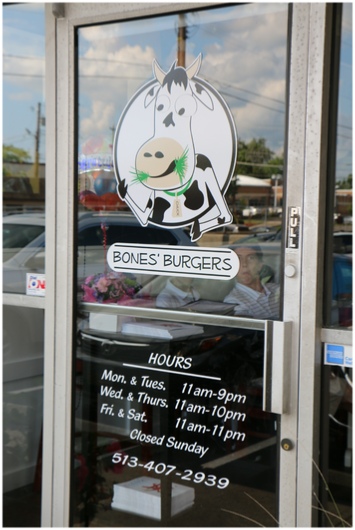 BONES' BURGERS
PULL
HOURS
Mon. & Tues. 11am-9pm
Wed. & Thurs. 11am-10pm
Fri. & Sat. 11am-11pm
Closed Sunday
513-407-2939